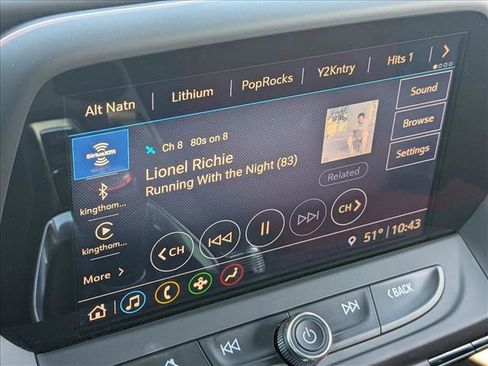 Alt Natn Lithium PopRocks Y2Kntry Hits 1
SiriusXM
Ch 8 80s on 8
Lionel Richie
Running With the Night (83)
Related
Sound
Browse
Settings
kingthom...
kingthom...
More
CH
CH
51° 10:43
BACK